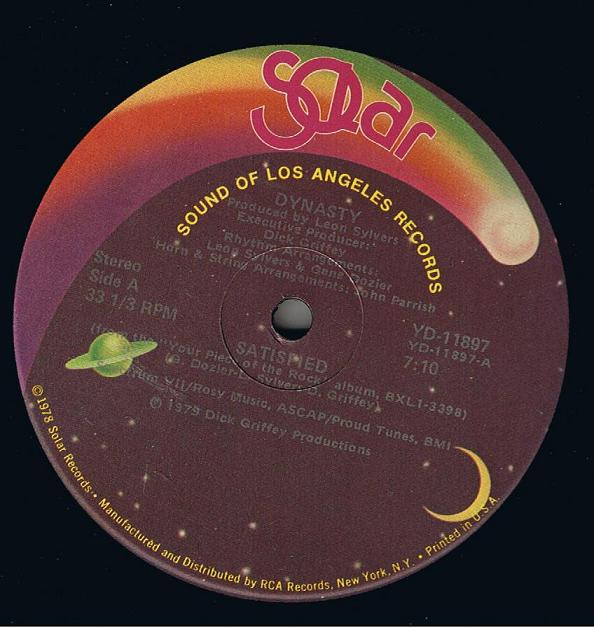 Solar
SOUND OF LOS ANGELES RECORDS
DYNASTY
Produced by Leon Sylvers
Executive Producer:
Dick Griffey
Rhythm Arrangements:
Leon Sylvers & Gene Dozier
Horn & String Arrangements: John Parrish
Stereo
Side A
33 1/3 RPM
YD-11897
YD-11897-A
7:10
SATISFIED
(from the "Your Piece of the Rock" album, BXL1-3398)
(B. Dozier-L. Sylvers-D. Griffey)
VII/Rosy Music, ASCAP/Proud Tunes, BMI
℗ 1979 Dick Griffey Productions
© 1978 Solar Records • Manufactured and Distributed by RCA Records, New York, N.Y. • Printed in U.S.A.